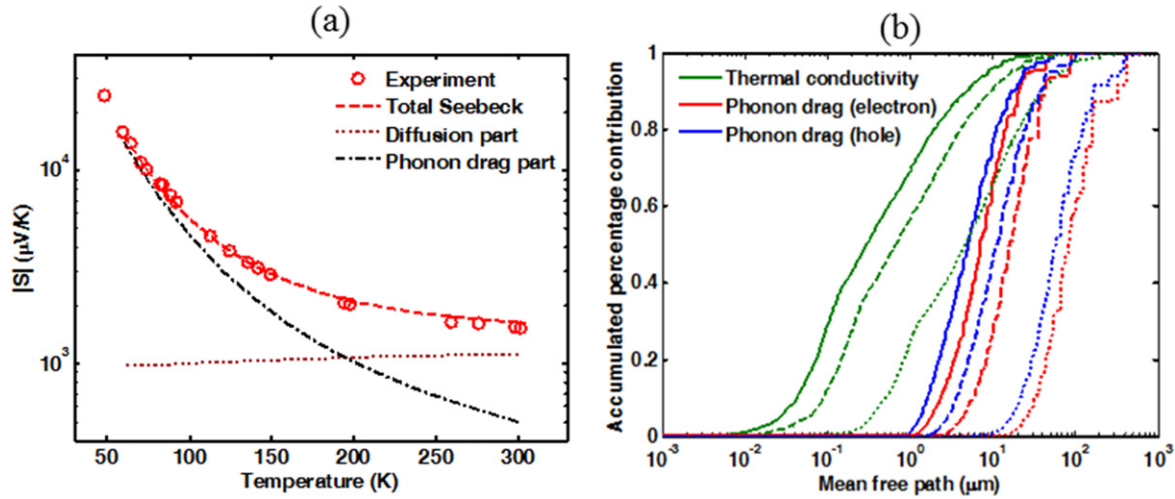 (a)
Experiment
Total Seebeck
Diffusion part
Phonon drag part
|S| (μV/K)
10^4
10^3
50 100 150 200 250 300
Temperature (K)
(b)
Thermal conductivity
Phonon drag (electron)
Phonon drag (hole)
Accumulated percentage contribution
1
0.8
0.6
0.4
0.2
0
10^-3 10^-2 10^-1 10^0 10^1 10^2 10^3
Mean free path (μm)